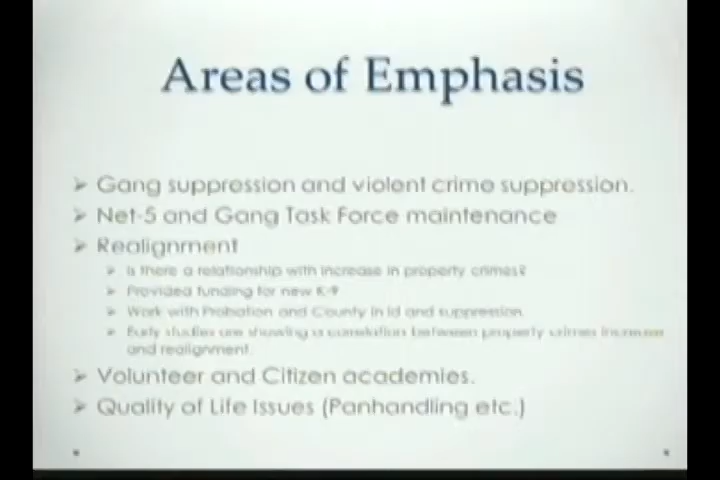 Areas of Emphasis
➢ Gang suppression and violent crime suppression.
➢ Net-5 and Gang Task Force maintenance
➢ Realignment
➢ Is there a relationship with increase in property crimes?
➢ Provided funding for new K-9
➢ Work with Probation and County in Id and suppression.
➢ Early studies are showing a correlation between property crimes increase
and realignment.
➢ Volunteer and Citizen academies.
➢ Quality of Life Issues (Panhandling etc.)